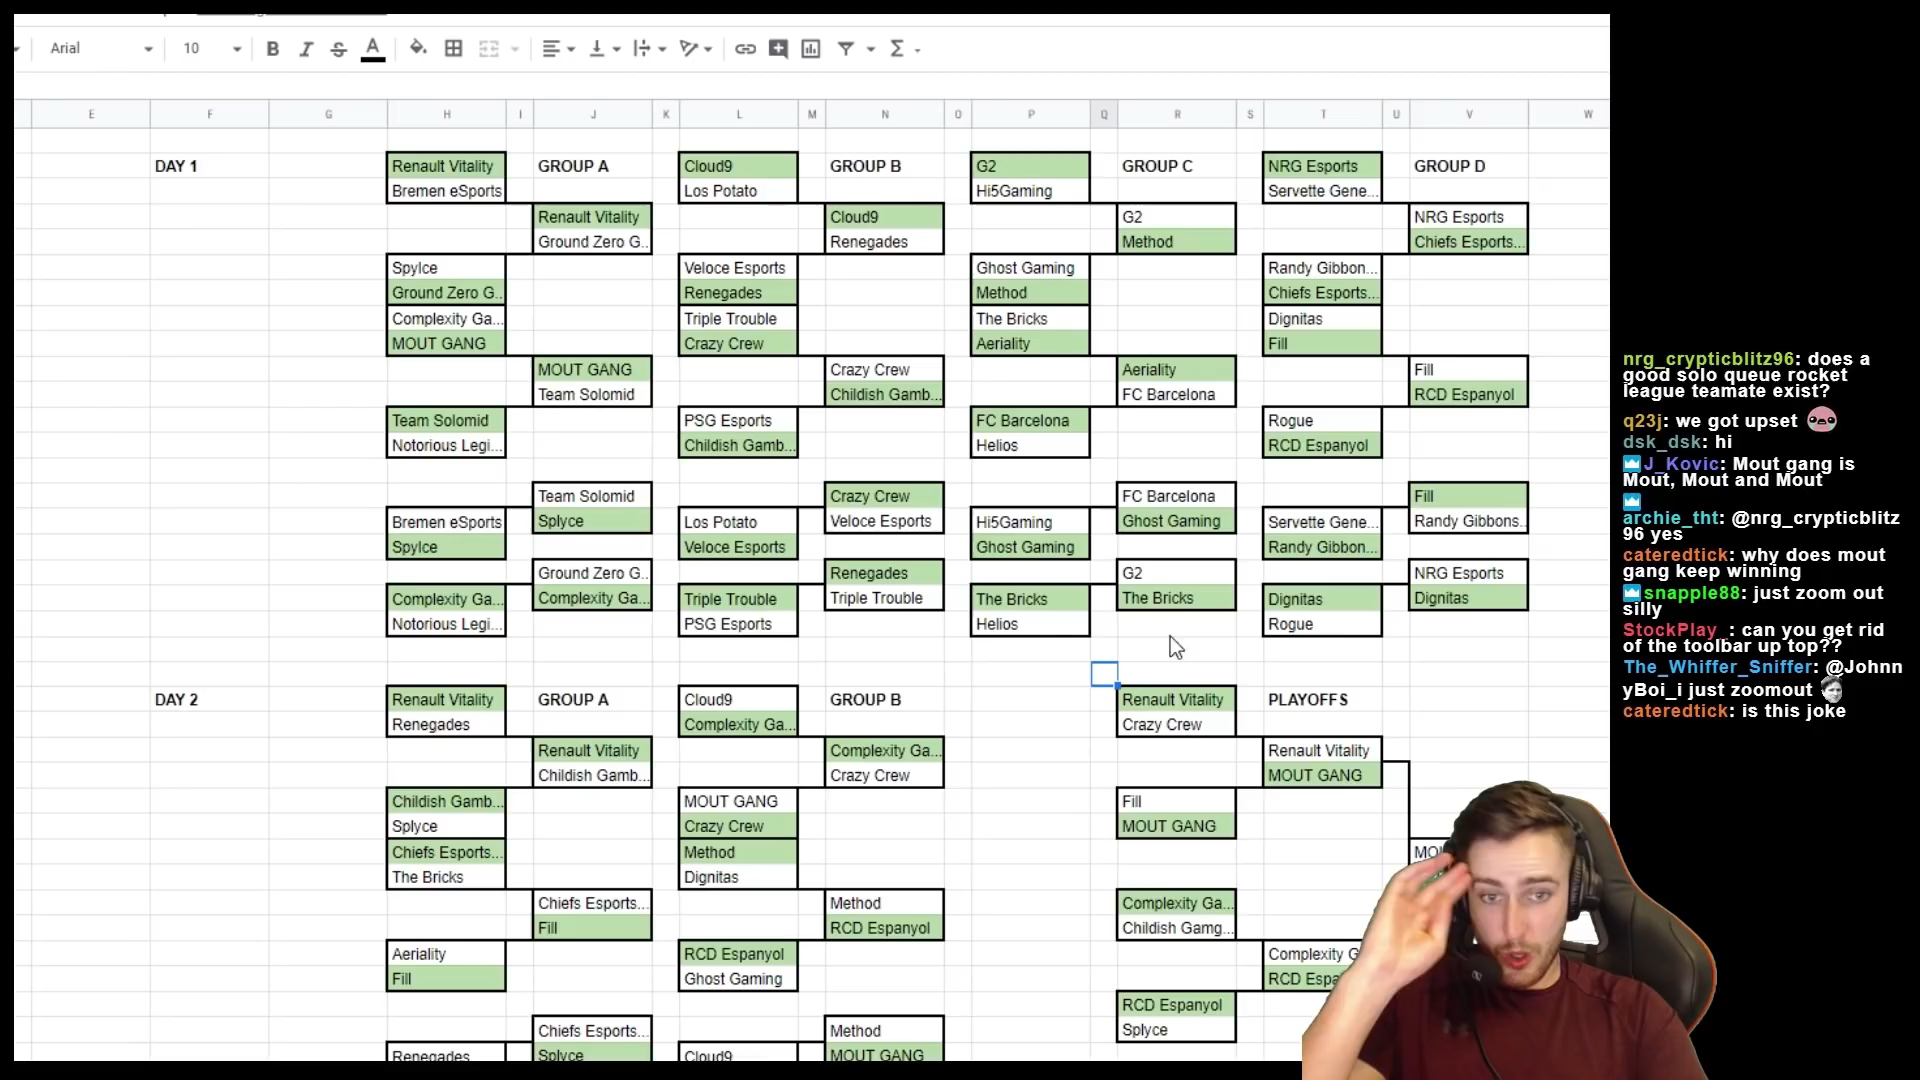 Arial 10 B I S A Σ
E F G H I J K L M N O P Q R S T U V W
DAY 1
Renault Vitality
Bremen eSports
GROUP A
Renault Vitality
Ground Zero G..
Spylce
Ground Zero G..
Complexity Ga...
MOUT GANG
MOUT GANG
Team Solomid
Team Solomid
Notorious Legi...
Team Solomid
Splyce
Bremen eSports
Spylce
Ground Zero G..
Complexity Ga...
Complexity Ga...
Notorious Legi...
Cloud9
Los Potato
GROUP B
Cloud9
Renegades
Veloce Esports
Renegades
Triple Trouble
Crazy Crew
Crazy Crew
Childish Gamb...
PSG Esports
Childish Gamb...
Crazy Crew
Veloce Esports
Los Potato
Veloce Esports
Renegades
Triple Trouble
Triple Trouble
PSG Esports
G2
Hi5Gaming
GROUP C
G2
Method
Ghost Gaming
Method
The Bricks
Aeriality
Aeriality
FC Barcelona
FC Barcelona
Helios
FC Barcelona
Ghost Gaming
Hi5Gaming
Ghost Gaming
G2
The Bricks
The Bricks
Helios
NRG Esports
Servette Gene...
GROUP D
NRG Esports
Chiefs Esports...
Randy Gibbon...
Chiefs Esports...
Dignitas
Fill
Fill
RCD Espanyol
Rogue
RCD Espanyol
Fill
Randy Gibbons..
Servette Gene...
Randy Gibbon...
NRG Esports
Dignitas
Dignitas
Rogue
DAY 2
Renault Vitality
Renegades
GROUP A
Renault Vitality
Childish Gamb...
Childish Gamb...
Splyce
Chiefs Esports...
The Bricks
Chiefs Esports...
Fill
Aeriality
Fill
Chiefs Esports...
Splyce
Renegades
Cloud9
Complexity Ga...
GROUP B
Complexity Ga...
Crazy Crew
MOUT GANG
Crazy Crew
Method
Dignitas
Method
RCD Espanyol
RCD Espanyol
Ghost Gaming
Method
MOUT GANG
Cloud9
Renault Vitality
Crazy Crew
PLAYOFFS
Renault Vitality
MOUT GANG
Fill
MOUT GANG
MOU
Complexity Ga...
Childish Gamg...
Complexity G
RCD Espa
RCD Espanyol
Splyce
nrg_crypticblitz96: does a
good solo queue rocket
league teamate exist?
q23j: we got upset
dsk_dsk: hi
J_Kovic: Mout gang is
Mout, Mout and Mout
archie_tht: @nrg_crypticblitz
96 yes
cateredtick: why does mout
gang keep winning
snapple88: just zoom out
silly
StockPlay_: can you get rid
of the toolbar up top??
The_Whiffer_Sniffer: @Johnn
yBoi_i just zoomout
cateredtick: is this joke